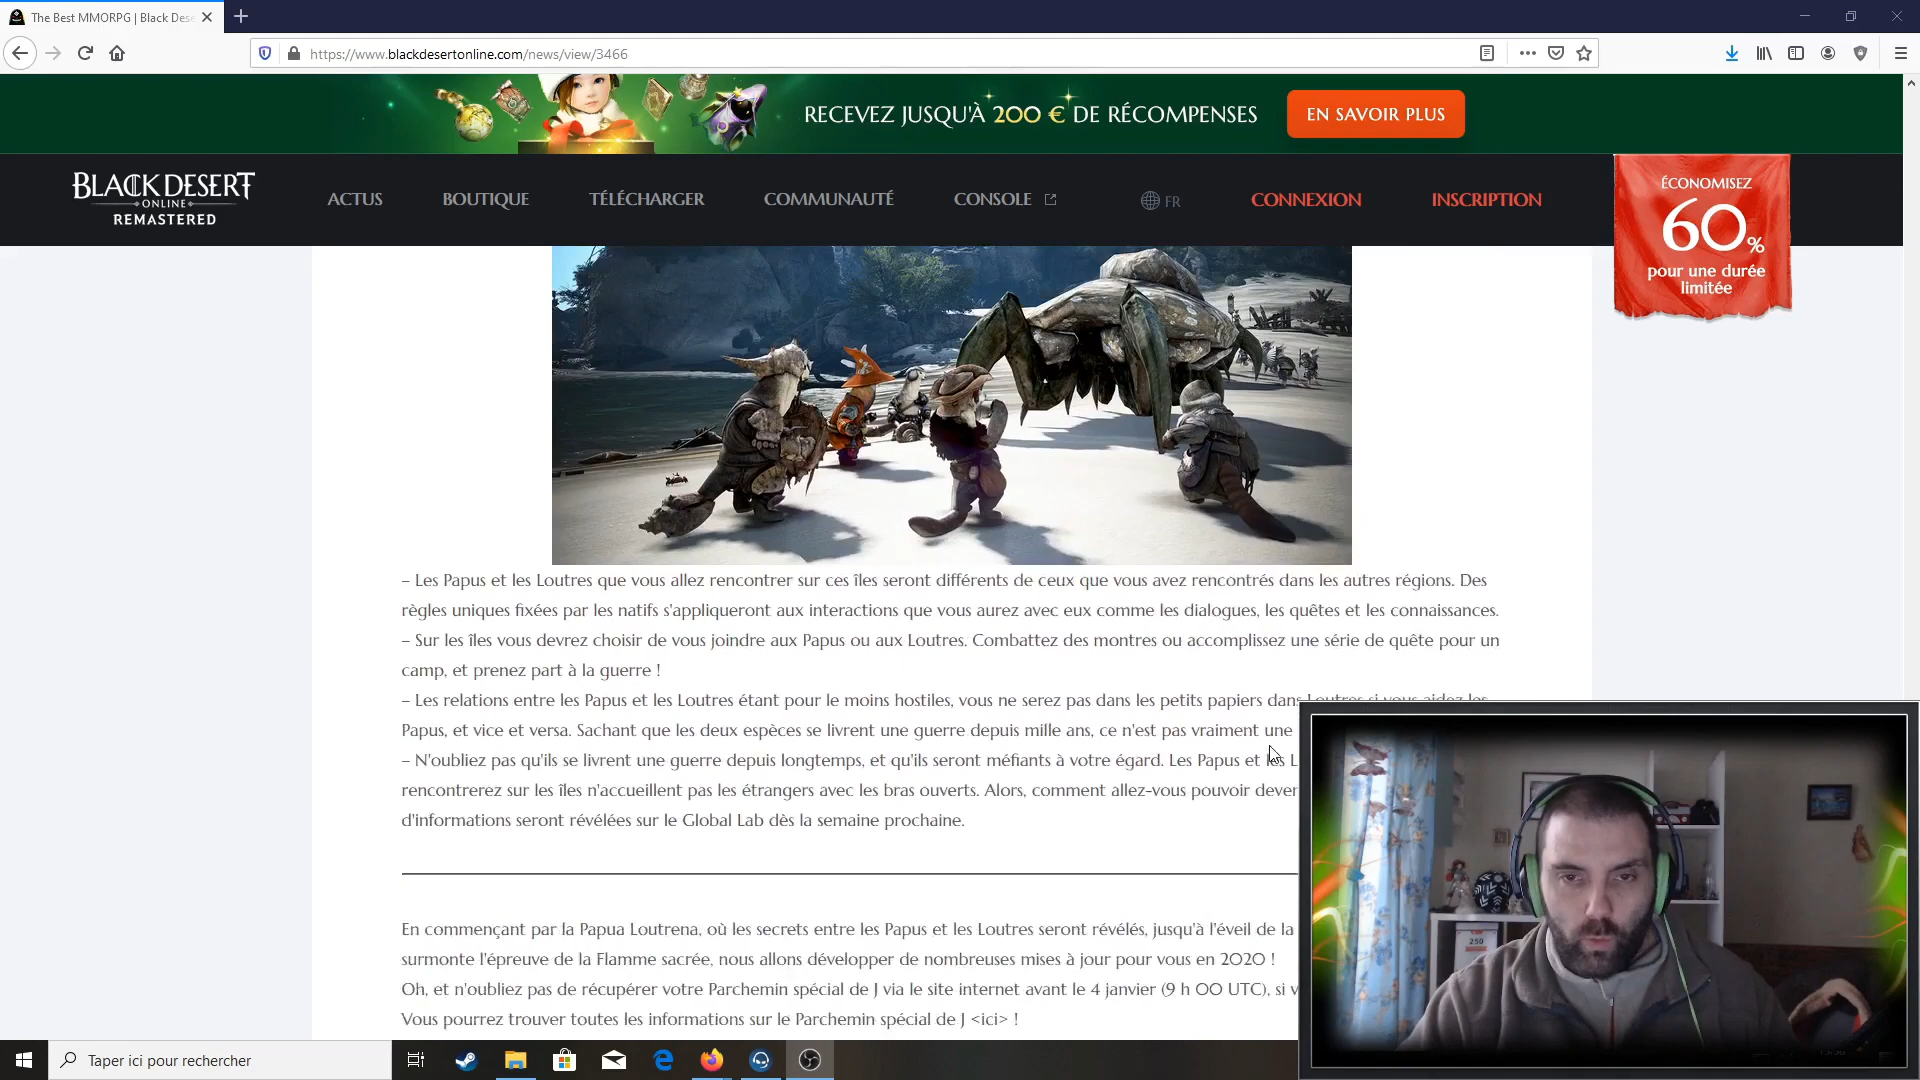 The Best MMORPG | Black Dese
https://www.blackdesertonline.com/news/view/3466
RECEVEZ JUSQU'À 200 € DE RÉCOMPENSES
EN SAVOIR PLUS
BLACK DESERT
ONLINE
REMASTERED
ACTUS
BOUTIQUE
TÉLÉCHARGER
COMMUNAUTÉ
CONSOLE
FR
CONNEXION
INSCRIPTION
ÉCONOMISEZ
60%
pour une durée
limitée
– Les Papus et les Loutres que vous allez rencontrer sur ces îles seront différents de ceux que vous avez rencontrés dans les autres régions. Des
règles uniques fixées par les natifs s'appliqueront aux interactions que vous aurez avec eux comme les dialogues, les quêtes et les connaissances.
– Sur les îles vous devrez choisir de vous joindre aux Papus ou aux Loutres. Combattez des montres ou accomplissez une série de quête pour un
camp, et prenez part à la guerre !
– Les relations entre les Papus et les Loutres étant pour le moins hostiles, vous ne serez pas dans les petits papiers dans Loutres si vous aidez les
Papus, et vice et versa. Sachant que les deux espèces se livrent une guerre depuis mille ans, ce n'est pas vraiment une
– N'oubliez pas qu'ils se livrent une guerre depuis longtemps, et qu'ils seront méfiants à votre égard. Les Papus et les L
rencontrerez sur les îles n'accueillent pas les étrangers avec les bras ouverts. Alors, comment allez-vous pouvoir dever
d'informations seront révélées sur le Global Lab dès la semaine prochaine.
En commençant par la Papua Loutrena, où les secrets entre les Papus et les Loutres seront révélés, jusqu'à l'éveil de la
surmonte l'épreuve de la Flamme sacrée, nous allons développer de nombreuses mises à jour pour vous en 2020 !
Oh, et n'oubliez pas de récupérer votre Parchemin spécial de J via le site internet avant le 4 janvier (9 h 00 UTC), si v
Vous pourrez trouver toutes les informations sur le Parchemin spécial de J <ici> !
250
Taper ici pour rechercher